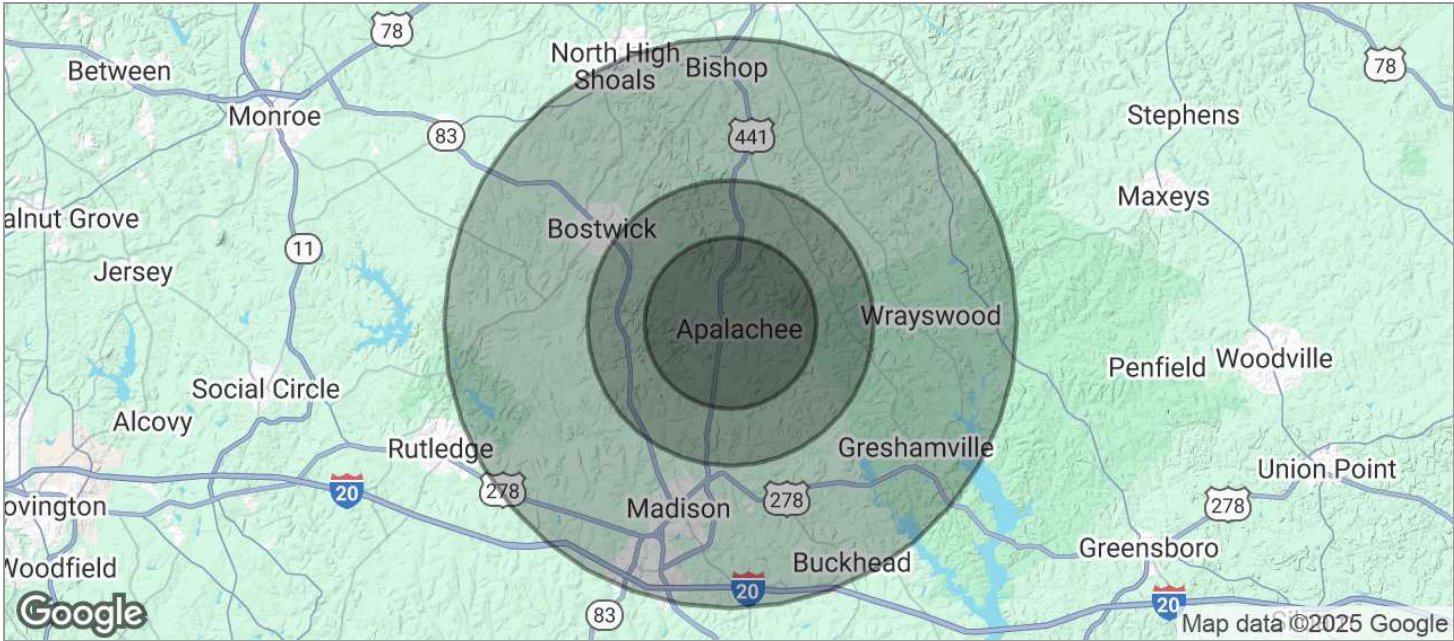 78
North High
Shoals
Bishop
Between
78
Monroe
83
441
Stephens
Maxeys
alnut Grove
Bostwick
11
Jersey
Apalachee
Wrayswood
Penfield
Woodville
Social Circle
Alcovy
Rutledge
Greshamville
Union Point
20
278
278
278
ovington
Madison
Greensboro
Woodfield
Buckhead
20
20
83
Google
Map data ©2025 Google